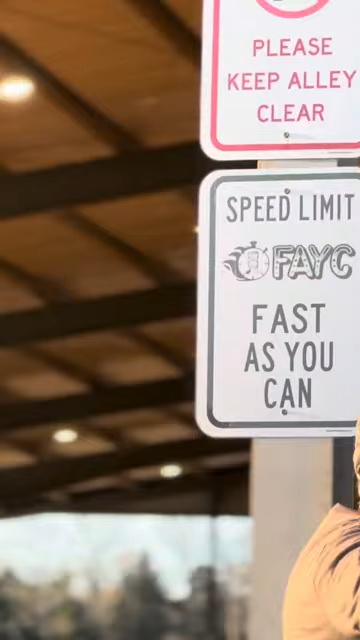 PLEASE
KEEP ALLEY
CLEAR
SPEED LIMIT
FAYC
FAST
AS YOU
CAN